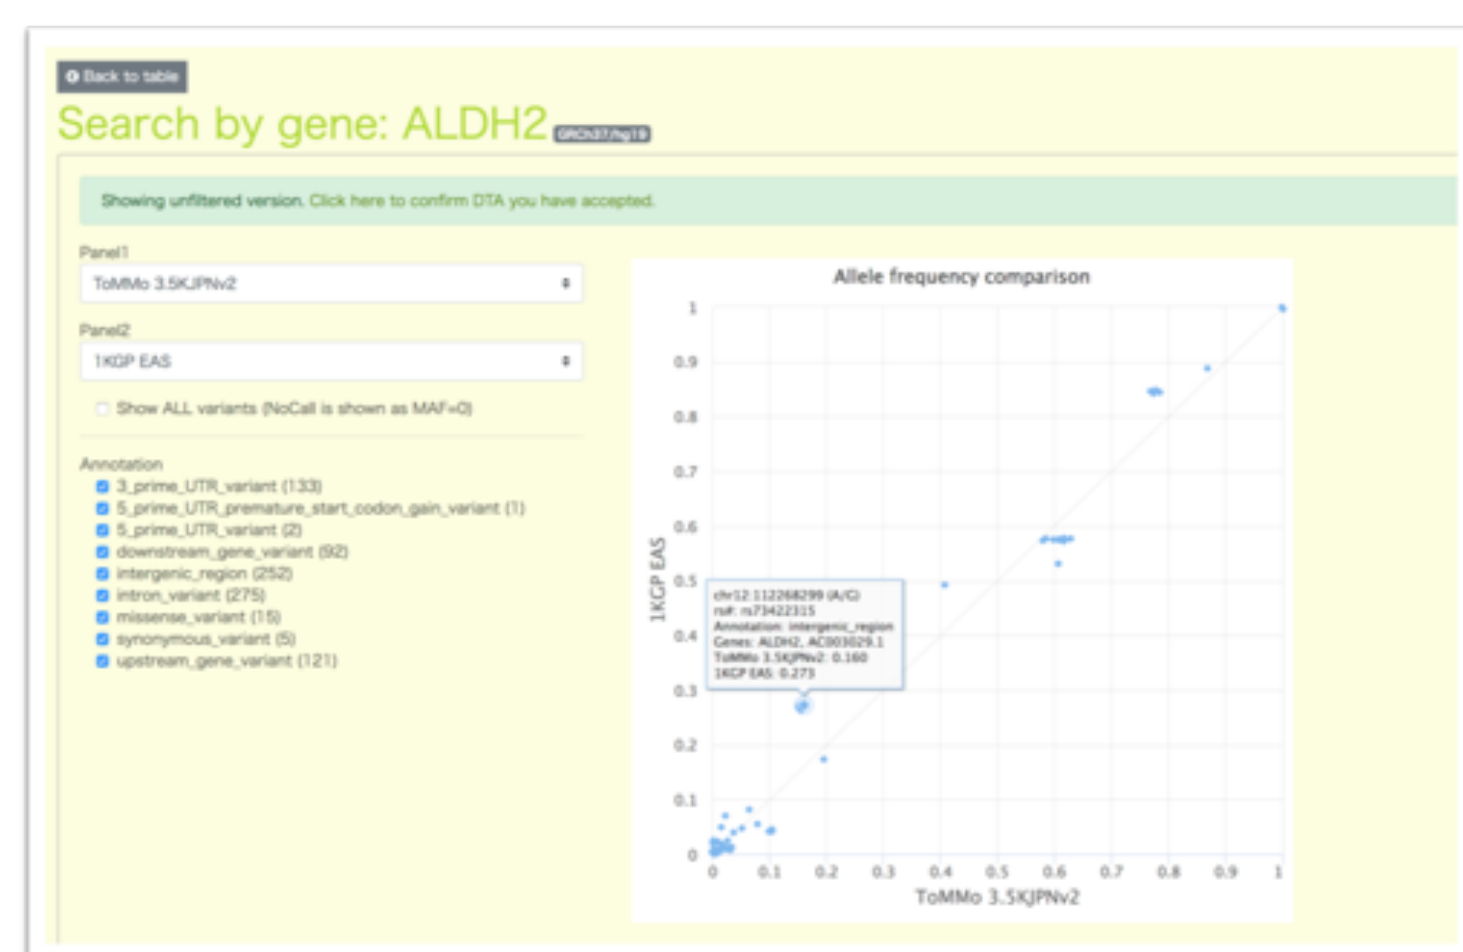 Back to table
Search by gene: ALDH2 GRCh37/hg19
Showing unfiltered version. Click here to confirm DTA you have accepted.
Panel1
ToMMo 3.5KJPNv2
Panel2
1KGP EAS
Show ALL variants (NoCall is shown as MAF=0)
Annotation
3_prime_UTR_variant (133)
5_prime_UTR_premature_start_codon_gain_variant (1)
5_prime_UTR_variant (2)
downstream_gene_variant (92)
intergenic_region (252)
intron_variant (275)
missense_variant (15)
synonymous_variant (5)
upstream_gene_variant (121)
Allele frequency comparison
1
0.9
0.8
0.7
0.6
0.5
0.4
0.3
0.2
0.1
0
1KGP EAS
chr12:112268299 (A/G)
rs#: rs73422315
Annotation: intergenic_region
Genes: ALDH2, AC003029.1
ToMMo 3.5KJPNv2: 0.160
1KGP EAS: 0.273
0 0.1 0.2 0.3 0.4 0.5 0.6 0.7 0.8 0.9 1
ToMMo 3.5KJPNv2